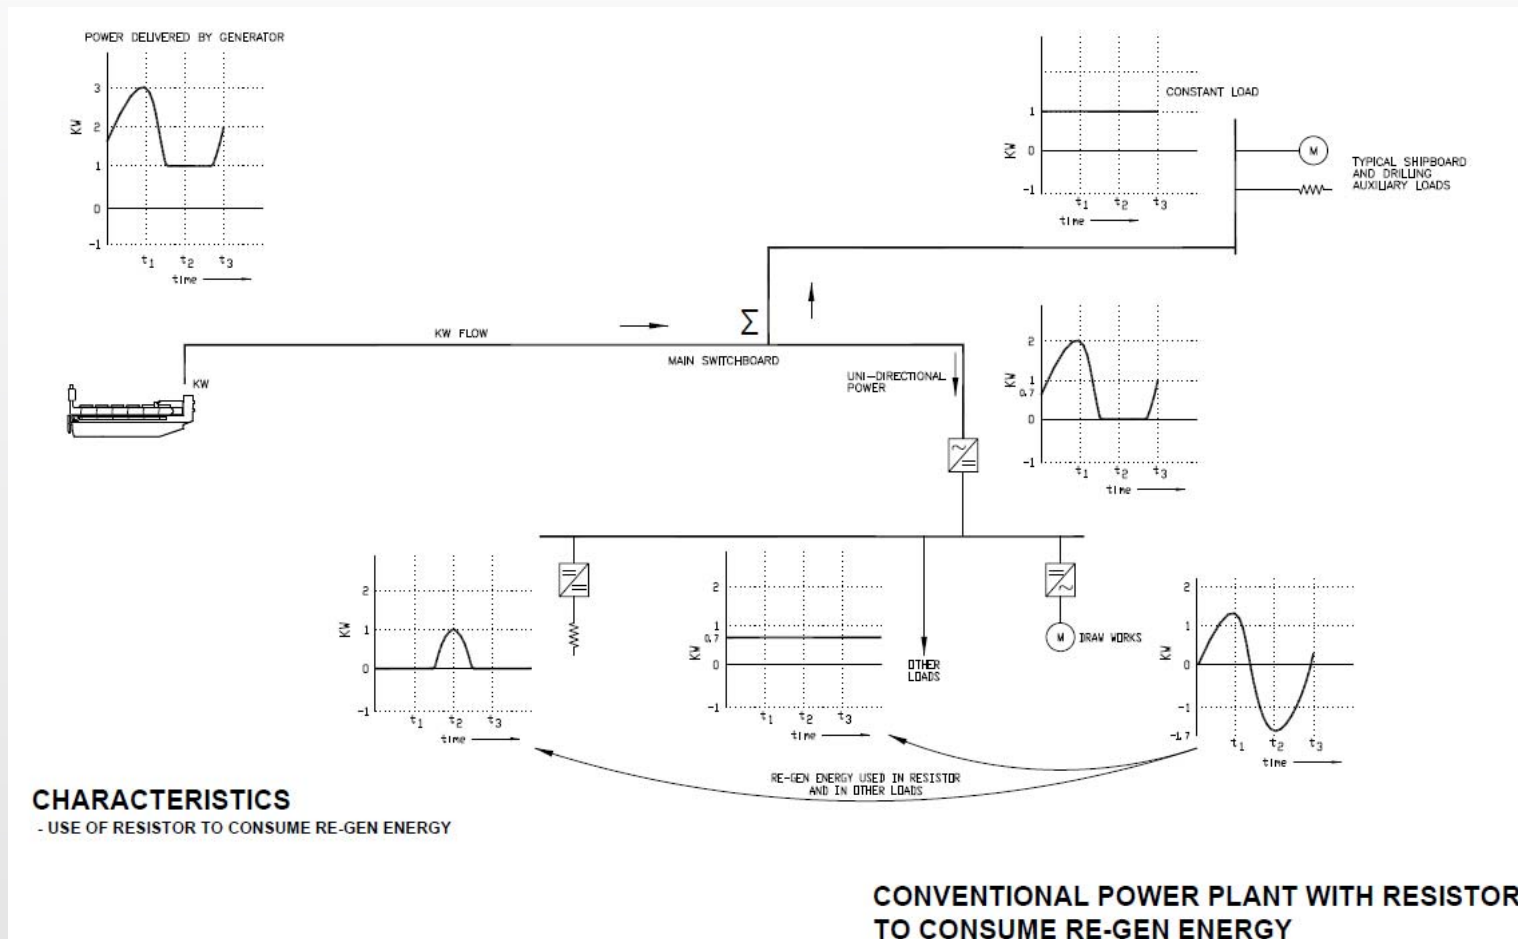 POWER DELIVERED BY GENERATOR
3
2
1
0
-1
KW
t1 t2 t3
time
1
0
-1
KW
t1 t2 t3
time
CONSTANT LOAD
M
TYPICAL SHIPBOARD
AND DRILLING
AUXILIARY LOADS
KW FLOW
Σ
MAIN SWITCHBOARD
KW
UNI-DIRECTIONAL
POWER
2
1
0.7
0
-1
KW
t1 t2 t3
time
2
1
0
-1
KW
t1 t2 t3
time
2
1
0.7
0
-1
KW
t1 t2 t3
time
OTHER
LOADS
M DRAW WORKS
2
1
0
-1
-1.7
KW
t1 t2 t3
time
RE-GEN ENERGY USED IN RESISTOR
AND IN OTHER LOADS
CHARACTERISTICS
- USE OF RESISTOR TO CONSUME RE-GEN ENERGY
CONVENTIONAL POWER PLANT WITH RESISTOR
TO CONSUME RE-GEN ENERGY